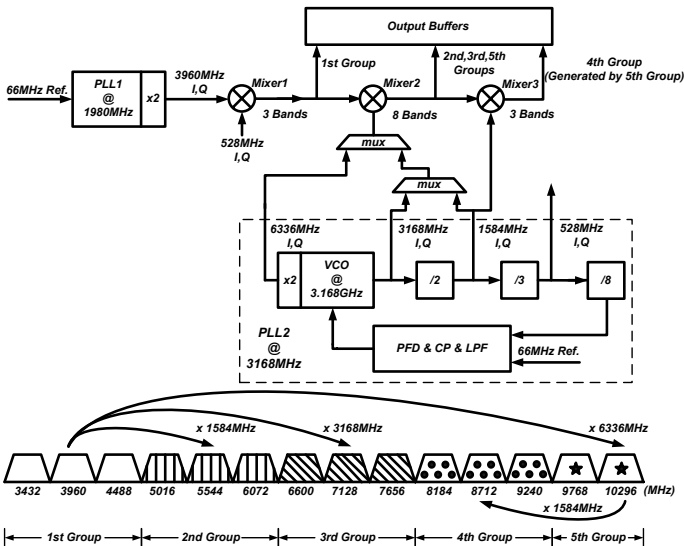 Output Buffers
1st Group
2nd,3rd,5th
Groups
4th Group
(Generated by 5th Group)
66MHz Ref.
PLL1
@
1980MHz
x2
3960MHz
I,Q
Mixer1
3 Bands
Mixer2
8 Bands
Mixer3
3 Bands
528MHz
I,Q
mux
mux
6336MHz
I,Q
3168MHz
I,Q
1584MHz
I,Q
528MHz
I,Q
x2
VCO
@
3.168GHz
/2
/3
/8
PLL2
@
3168MHz
PFD & CP & LPF
66MHz Ref.
x 1584MHz
x 3168MHz
x 6336MHz
3432 3960 4488 5016 5544 6072 6600 7128 7656 8184 8712 9240 9768 10296 (MHz)
x 1584MHz
1st Group 2nd Group 3rd Group 4th Group 5th Group